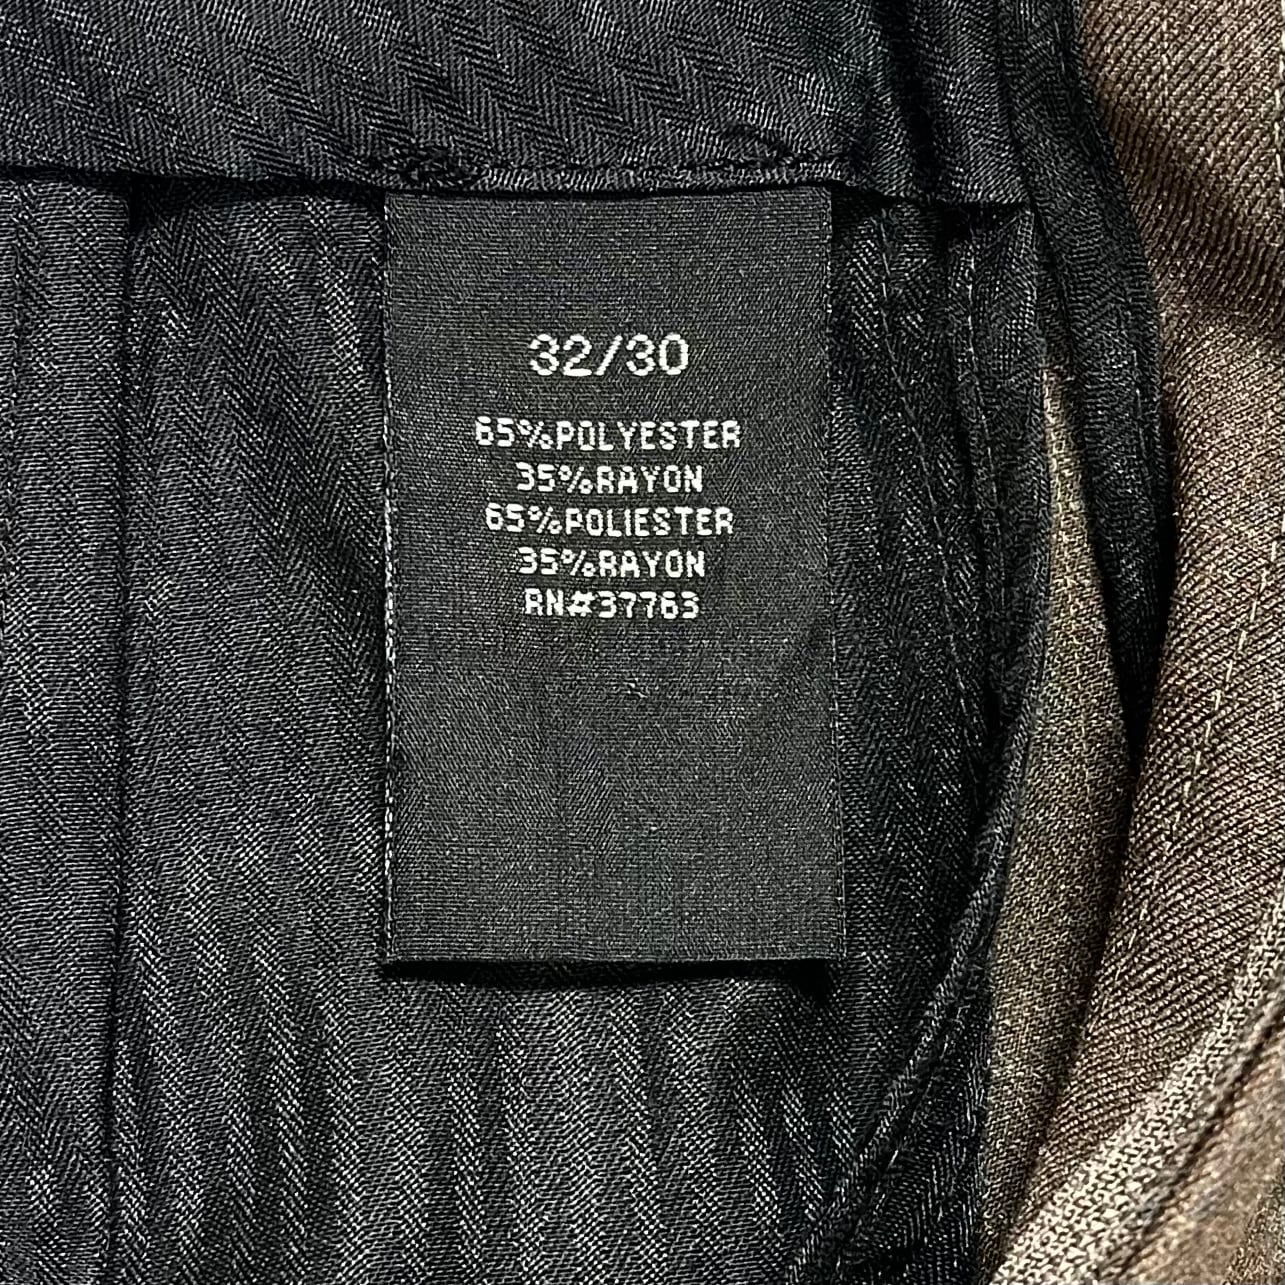 32/30
65%POLYESTER
35%RAYON
65%POLIESTER
35%RAYON
RN#37763